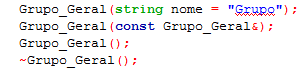 Grupo_Geral(string nome = "Grupo");
Grupo_Geral(const Grupo_Geral&);
Grupo_Geral();
~Grupo_Geral();